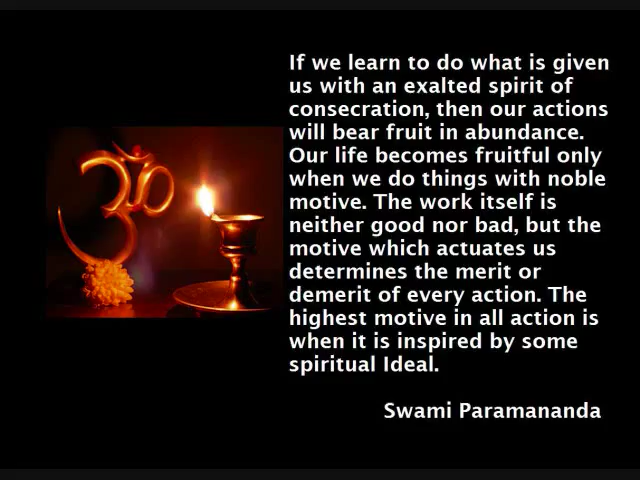 If we learn to do what is given
us with an exalted spirit of
consecration, then our actions
will bear fruit in abundance.
Our life becomes fruitful only
when we do things with noble
motive. The work itself is
neither good nor bad, but the
motive which actuates us
determines the merit or
demerit of every action. The
highest motive in all action is
when it is inspired by some
spiritual Ideal.
Swami Paramananda